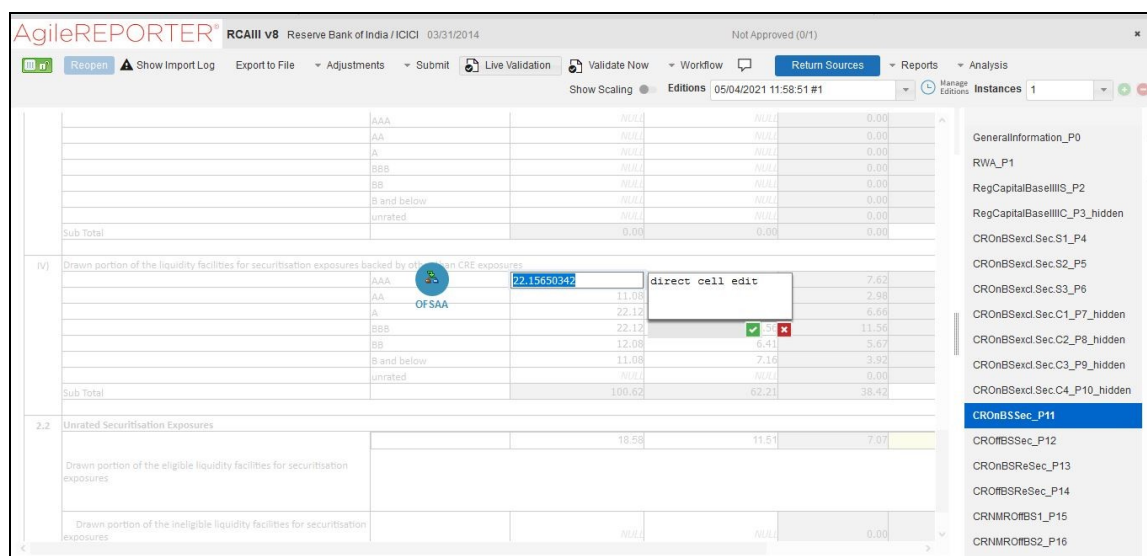 AgileREPORTER® RCAIII v8 Reserve Bank of India / ICICI 03/31/2014 Not Approved (0/1)
Reopen Show Import Log Export to File Adjustments Submit Live Validation Validate Now Workflow Return Sources Reports Analysis
Show Scaling Editions 05/04/2021 11:58:51 #1 Manage Editions Instances 1
AAA NULL NULL 0.00
AA NULL NULL 0.00
A NULL NULL 0.00
BBB NULL NULL 0.00
BB NULL NULL 0.00
B and below NULL NULL 0.00
unrated NULL NULL 0.00
Sub Total 0.00 0.00 0.00
IV) Drawn portion of the liquidity facilities for securitisation exposures backed by other than CRE exposures
AAA 22.15650342 direct cell edit 7.62
AA 11.08 2.98
OFSAA
A 22.12 6.66
BBB 22.12 .56 11.56
BB 12.08 6.41 5.67
B and below 11.08 7.16 3.92
unrated NULL NULL 0.00
Sub Total 100.62 62.21 38.42
2.2 Unrated Securitisation Exposures
18.58 11.51 7.07
Drawn portion of the eligible liquidity facilities for securitisation
exposures
Drawn portion of the ineligible liquidity facilities for securitisation
exposures NULL NULL 0.00
GeneralInformation_P0
RWA_P1
RegCapitalBaseIIIIS_P2
RegCapitalBaseIIIIC_P3_hidden
CROnBSexcl.Sec.S1_P4
CROnBSexcl.Sec.S2_P5
CROnBSexcl.Sec.S3_P6
CROnBSexcl.Sec.C1_P7_hidden
CROnBSexcl.Sec.C2_P8_hidden
CROnBSexcl.Sec.C3_P9_hidden
CROnBSexcl.Sec.C4_P10_hidden
CROnBSSec_P11
CROffBSSec_P12
CROnBSReSec_P13
CROffBSReSec_P14
CRNMROffBS1_P15
CRNMROffBS2_P16